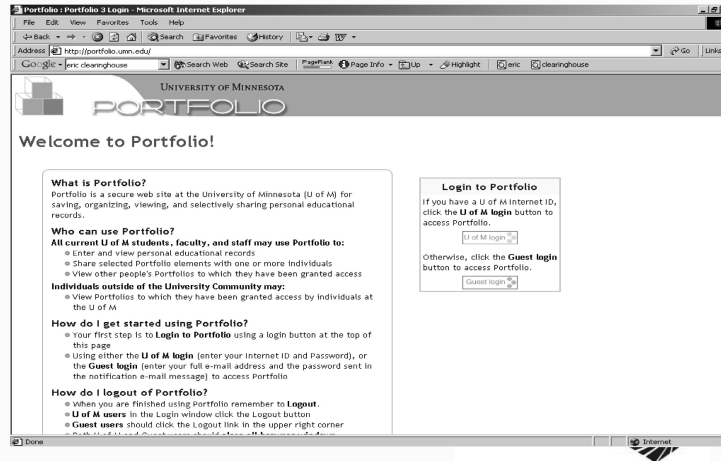 Portfolio : Portfolio 3 Login - Microsoft Internet Explorer
File Edit View Favorites Tools Help
Back Search Favorites History
Address http://portfolio.umn.edu/ Go Links
Google eric clearinghouse Search Web Search Site PageRank Page Info Up Highlight eric clearinghouse
UNIVERSITY OF MINNESOTA
PORTFOLIO
Welcome to Portfolio!
What is Portfolio?
Portfolio is a secure web site at the University of Minnesota (U of M) for
saving, organizing, viewing, and selectively sharing personal educational
records.
Who can use Portfolio?
All current U of M students, faculty, and staff may use Portfolio to:
Enter and view personal educational records
Share selected Portfolio elements with one or more individuals
View other people's Portfolios to which they have been granted access
Individuals outside of the University Community may:
View Portfolios to which they have been granted access by individuals at
the U of M
How do I get started using Portfolio?
Your first step is to Login to Portfolio using a login button at the top of
this page
Using either the U of M login (enter your Internet ID and Password), or
the Guest login (enter your full e-mail address and the password sent in
the notification e-mail message) to access Portfolio
How do I logout of Portfolio?
When you are finished using Portfolio remember to Logout.
U of M users in the Login window click the Logout button
Guest users should click the Logout link in the upper right corner
Login to Portfolio
If you have a U of M Internet ID,
click the U of M login button to
access Portfolio.
U of M login
Otherwise, click the Guest login
button to access Portfolio.
Guest login
Done Internet